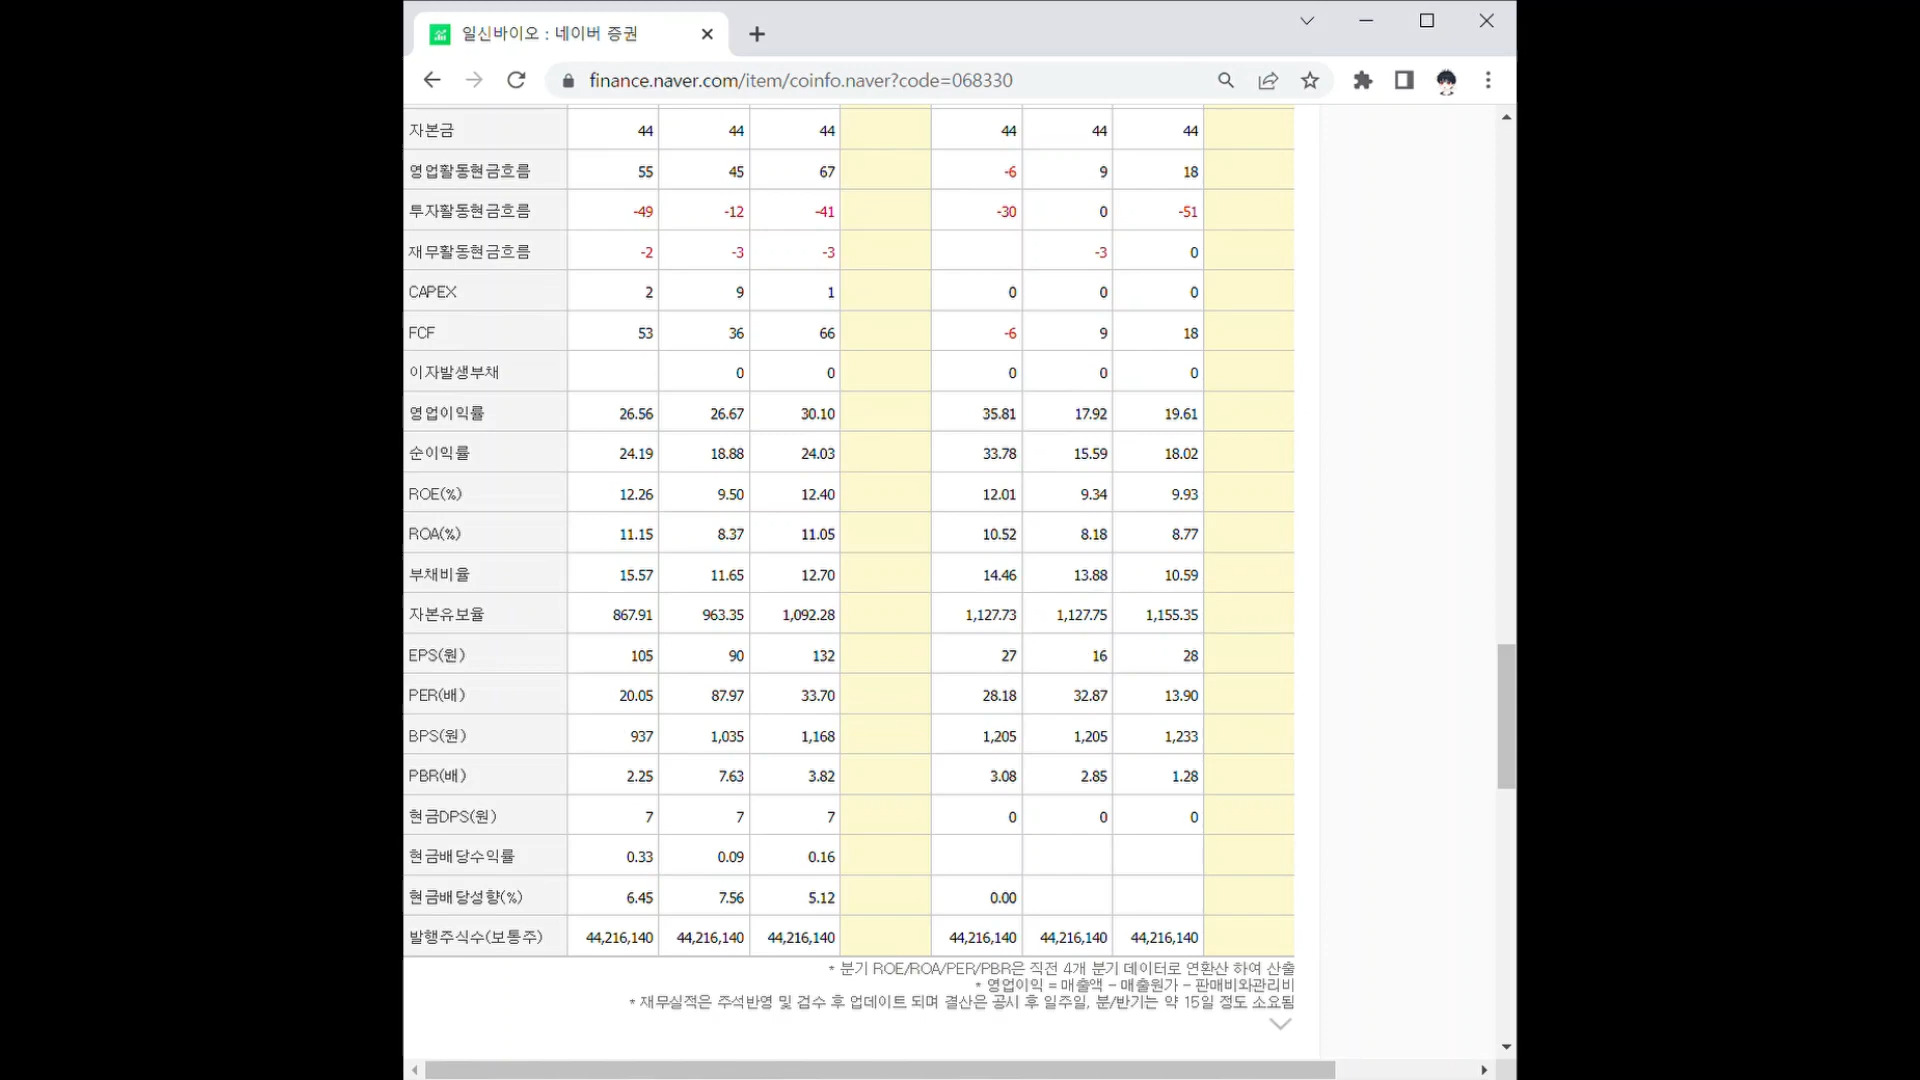 일신바이오 : 네이버 증권
finance.naver.com/item/coinfo.naver?code=068330
자본금 44 44 44 44 44 44
영업활동현금흐름 55 45 67 -6 9 18
투자활동현금흐름 -49 -12 -41 -30 0 -51
재무활동현금흐름 -2 -3 -3 -3 0
CAPEX 2 9 1 0 0 0
FCF 53 36 66 -6 9 18
이자발생부채 0 0 0 0 0
영업이익률 26.56 26.67 30.10 35.81 17.92 19.61
순이익률 24.19 18.88 24.03 33.78 15.59 18.02
ROE(%) 12.26 9.50 12.40 12.01 9.34 9.93
ROA(%) 11.15 8.37 11.05 10.52 8.18 8.77
부채비율 15.57 11.65 12.70 14.46 13.88 10.59
자본유보율 867.91 963.35 1,092.28 1,127.73 1,127.75 1,155.35
EPS(원) 105 90 132 27 16 28
PER(배) 20.05 87.97 33.70 28.18 32.87 13.90
BPS(원) 937 1,035 1,168 1,205 1,205 1,233
PBR(배) 2.25 7.63 3.82 3.08 2.85 1.28
현금DPS(원) 7 7 7 0 0 0
현금배당수익률 0.33 0.09 0.16
현금배당성향(%) 6.45 7.56 5.12 0.00
발행주식수(보통주) 44,216,140 44,216,140 44,216,140 44,216,140 44,216,140 44,216,140
* 분기 ROE/ROA/PER/PBR은 직전 4개 분기 데이터로 연환산 하여 산출
* 영업이익 = 매출액 - 매출원가 - 판매비와관리비
* 재무실적은 주석반영 및 검수 후 업데이트 되며 결산은 공시 후 일주일, 분/반기는 약 15일 정도 소요됨